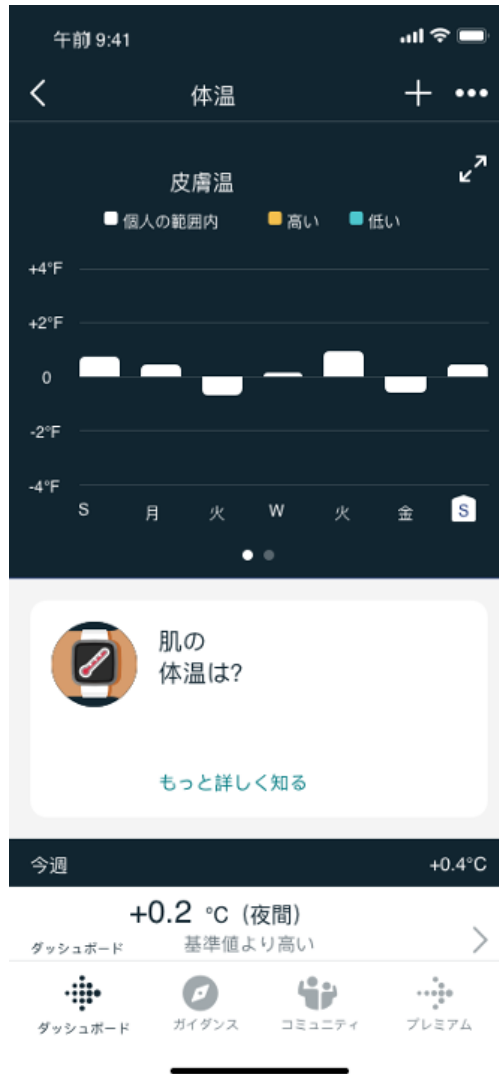 午前9:41
体温
皮膚温
個人の範囲内 高い 低い
+4°F
+2°F
0
-2°F
-4°F
S 月 火 W 火 金 S
肌の
体温は?
もっと詳しく知る
今週 +0.4°C
+0.2 °C（夜間）
ダッシュボード 基準値より高い
ダッシュボード ガイダンス コミュニティ プレミアム